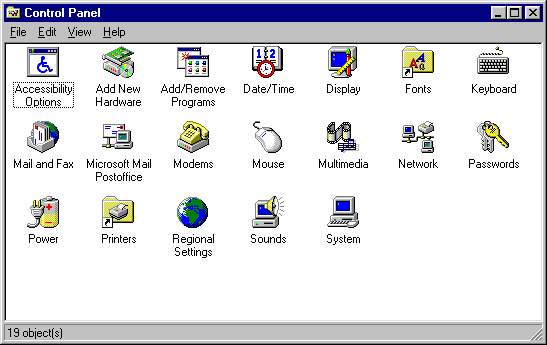 Control Panel
File Edit View Help
Accessibility Options
Add New Hardware
Add/Remove Programs
Date/Time
Display
Fonts
Keyboard
Mail and Fax
Microsoft Mail Postoffice
Modems
Mouse
Multimedia
Network
Passwords
Power
Printers
Regional Settings
Sounds
System
19 object(s)